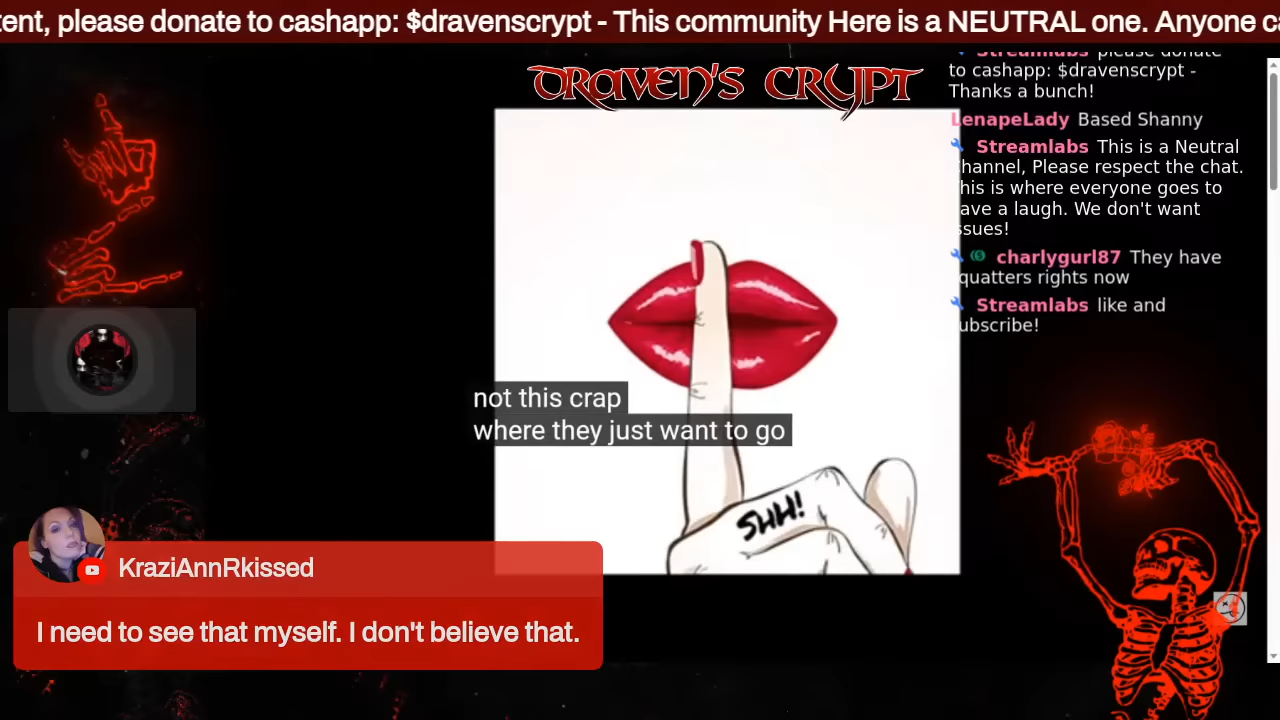 tent, please donate to cashapp: $dravenscrypt - This community Here is a NEUTRAL one. Anyone ca
DRAVEN'S CRYPT
Streamlabs please donate
to cashapp: $dravenscrypt -
Thanks a bunch!
LenapeLady Based Shanny
Streamlabs This is a Neutral
hannel, Please respect the chat.
his is where everyone goes to
ave a laugh. We don't want
ssues!
charlygurl87 They have
quatters rights now
Streamlabs like and
ubscribe!
not this crap
where they just want to go
SHH!
KraziAnnRkissed
I need to see that myself. I don't believe that.